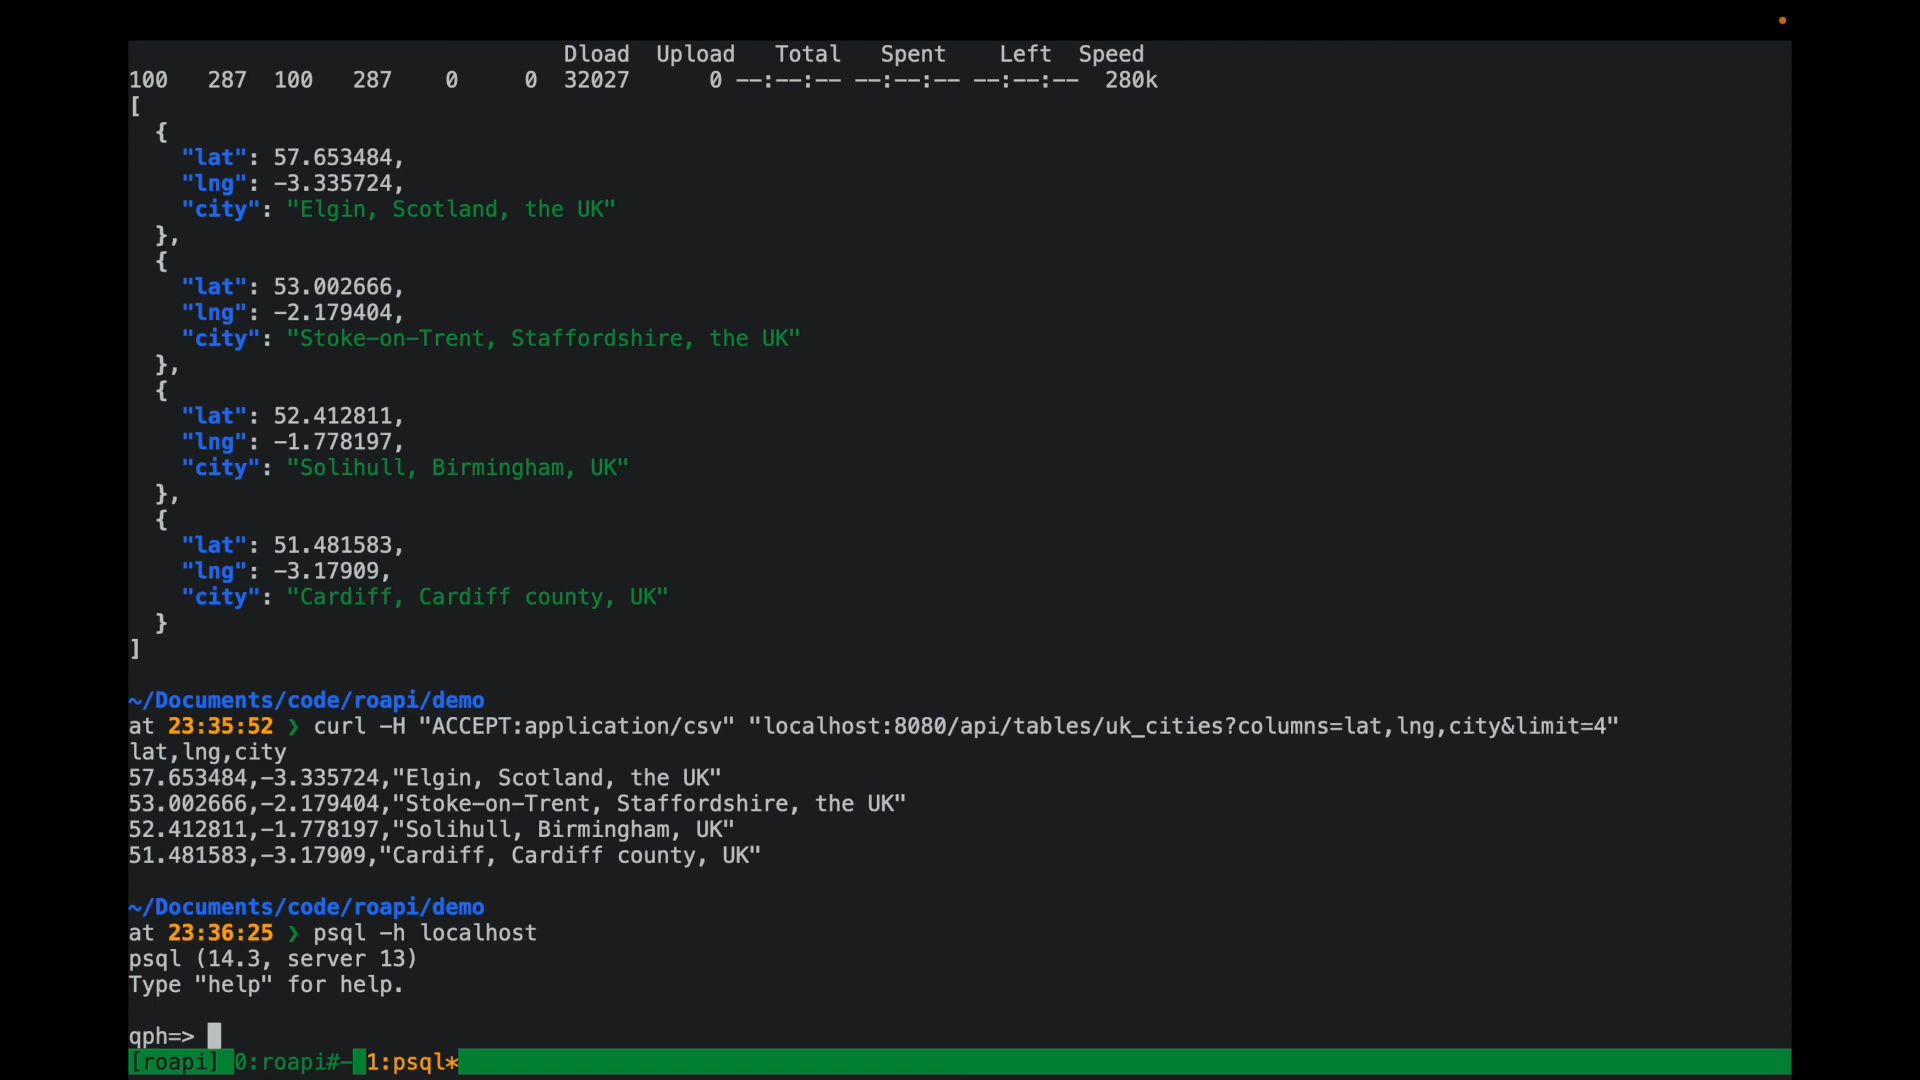 Dload  Upload   Total   Spent    Left  Speed
100   287  100   287    0     0  32027      0 --:--:-- --:--:-- --:--:--  280k
[
  {
    "lat": 57.653484,
    "lng": -3.335724,
    "city": "Elgin, Scotland, the UK"
  },
  {
    "lat": 53.002666,
    "lng": -2.179404,
    "city": "Stoke-on-Trent, Staffordshire, the UK"
  },
  {
    "lat": 52.412811,
    "lng": -1.778197,
    "city": "Solihull, Birmingham, UK"
  },
  {
    "lat": 51.481583,
    "lng": -3.17909,
    "city": "Cardiff, Cardiff county, UK"
  }
]
~/Documents/code/roapi/demo
at 23:35:52 ❯ curl -H "ACCEPT:application/csv" "localhost:8080/api/tables/uk_cities?columns=lat,lng,city&limit=4"
lat,lng,city
57.653484,-3.335724,"Elgin, Scotland, the UK"
53.002666,-2.179404,"Stoke-on-Trent, Staffordshire, the UK"
52.412811,-1.778197,"Solihull, Birmingham, UK"
51.481583,-3.17909,"Cardiff, Cardiff county, UK"
~/Documents/code/roapi/demo
at 23:36:25 ❯ psql -h localhost
psql (14.3, server 13)
Type "help" for help.
qph=>
[roapi] 0:roapi#- 1:psql*